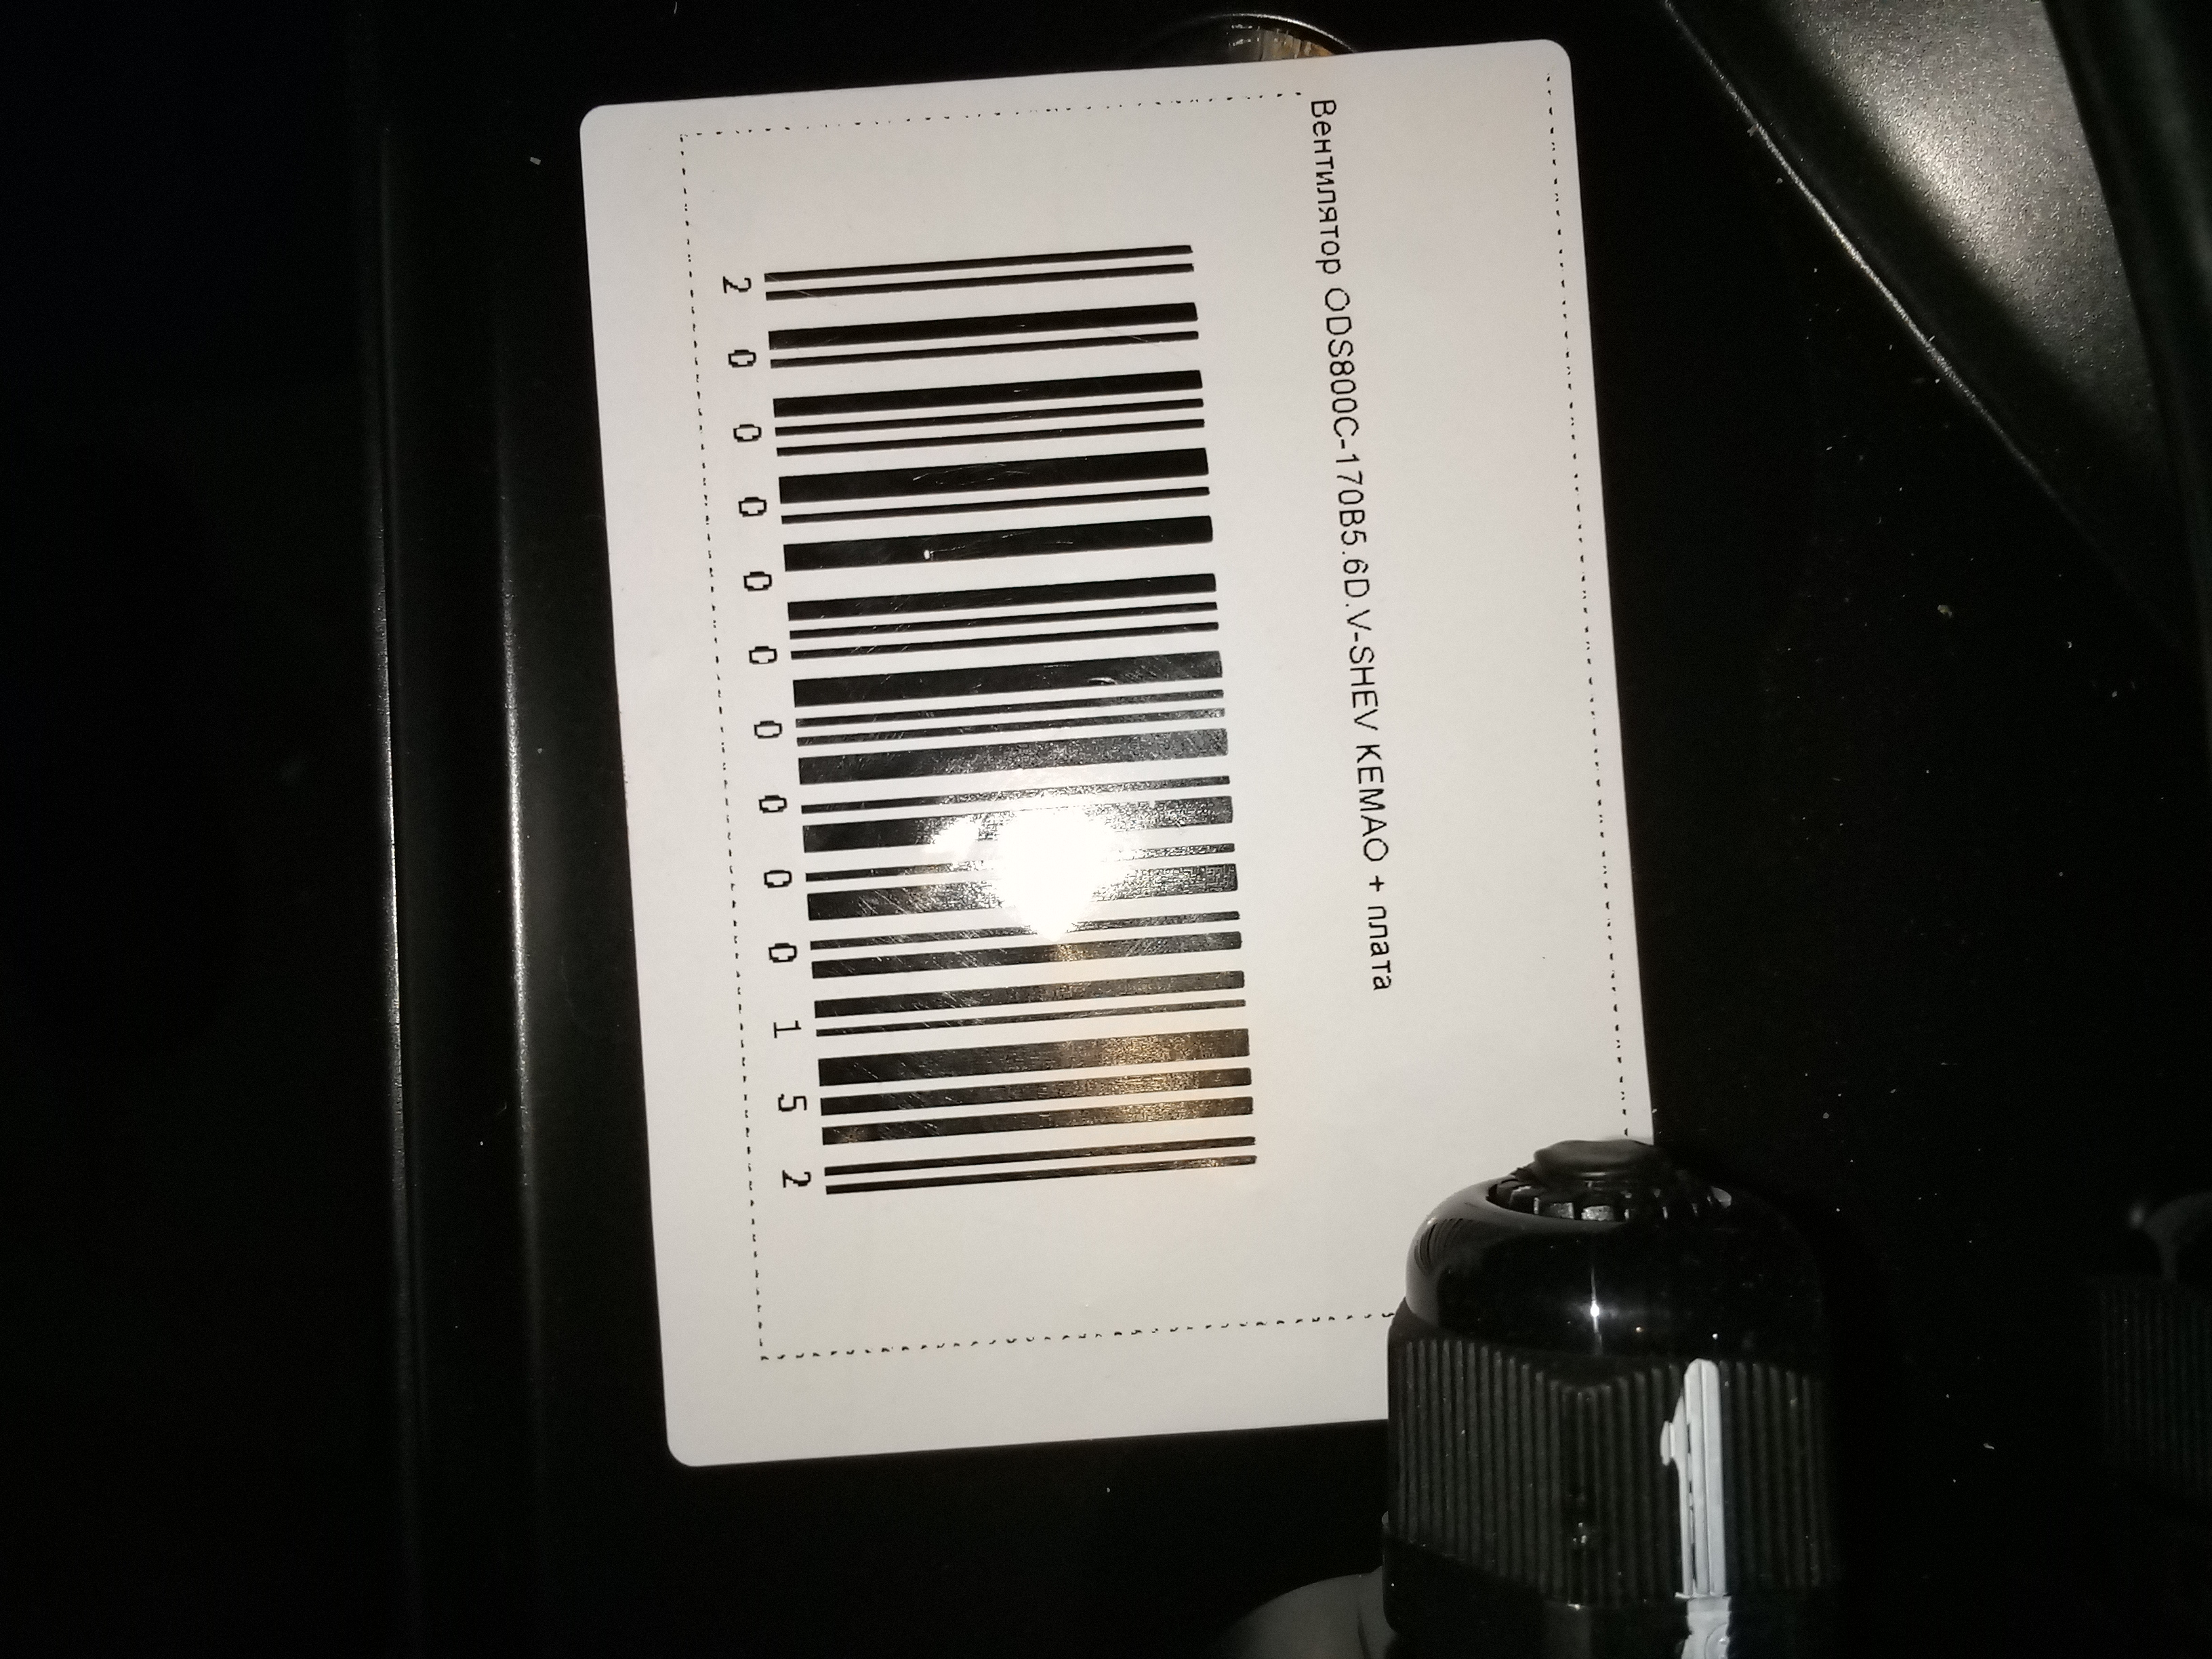 Вентилятор ODS800C-170B5.6D.V-SHEV KEMAO + плата
2000000000152